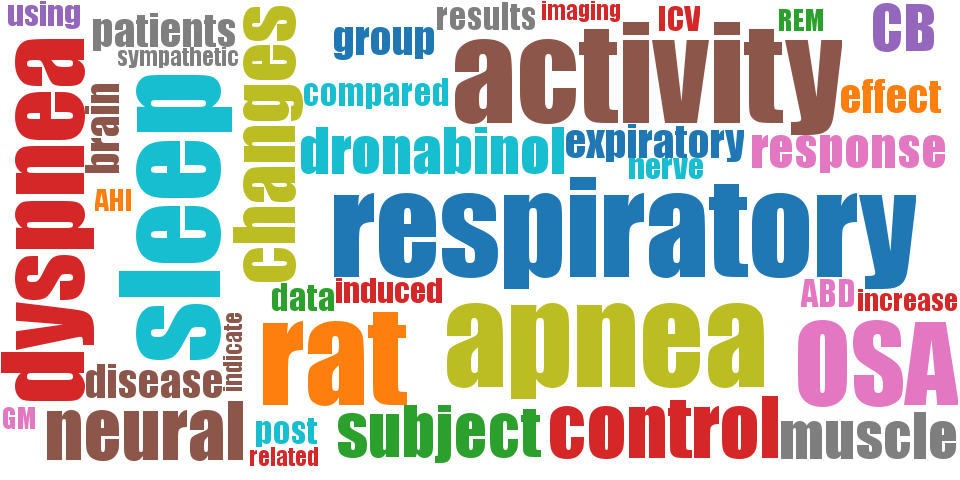 using
patients
sympathetic
changes
results
imaging
ICV
REM
CB
group
activity
compared
effect
dyspnea
brain
sleep
dronabinol
expiratory
nerve
response
AHI
respiratory
data
induced
ABD
increase
rat
apnea
OSA
indicate
disease
GM
neural
post
related
subject
control
muscle